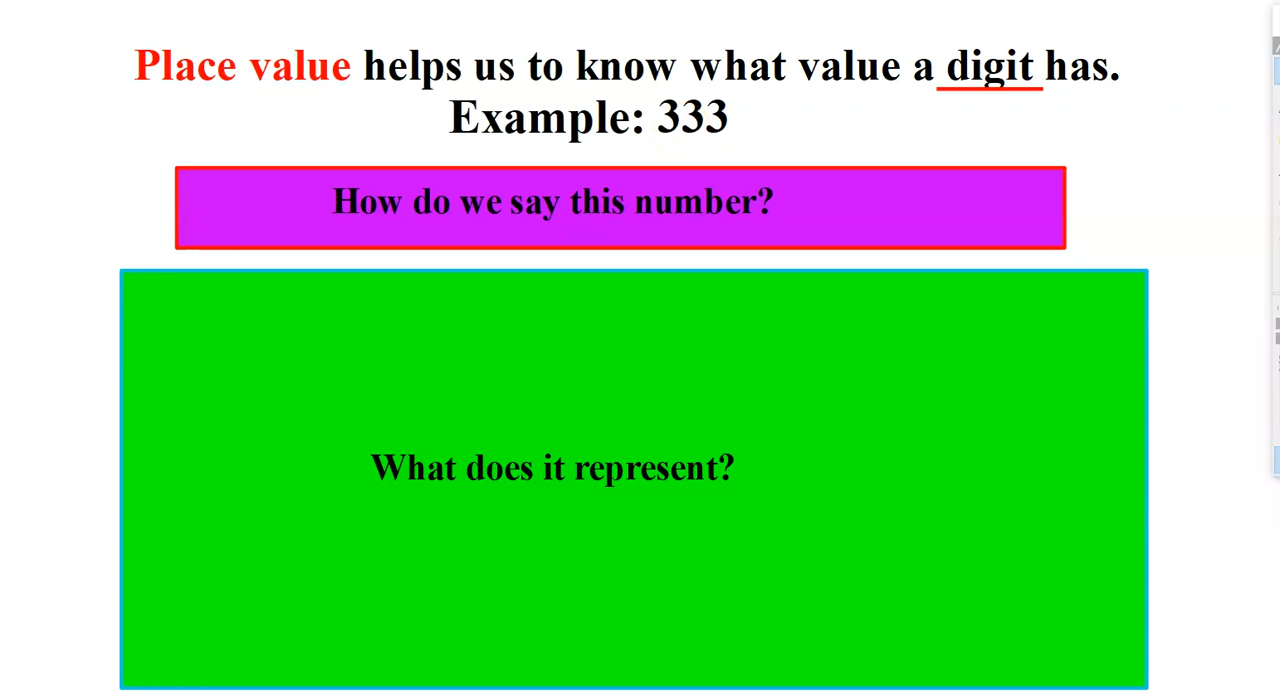 Place value helps us to know what value a digit has.
Example: 333
How do we say this number?
What does it represent?